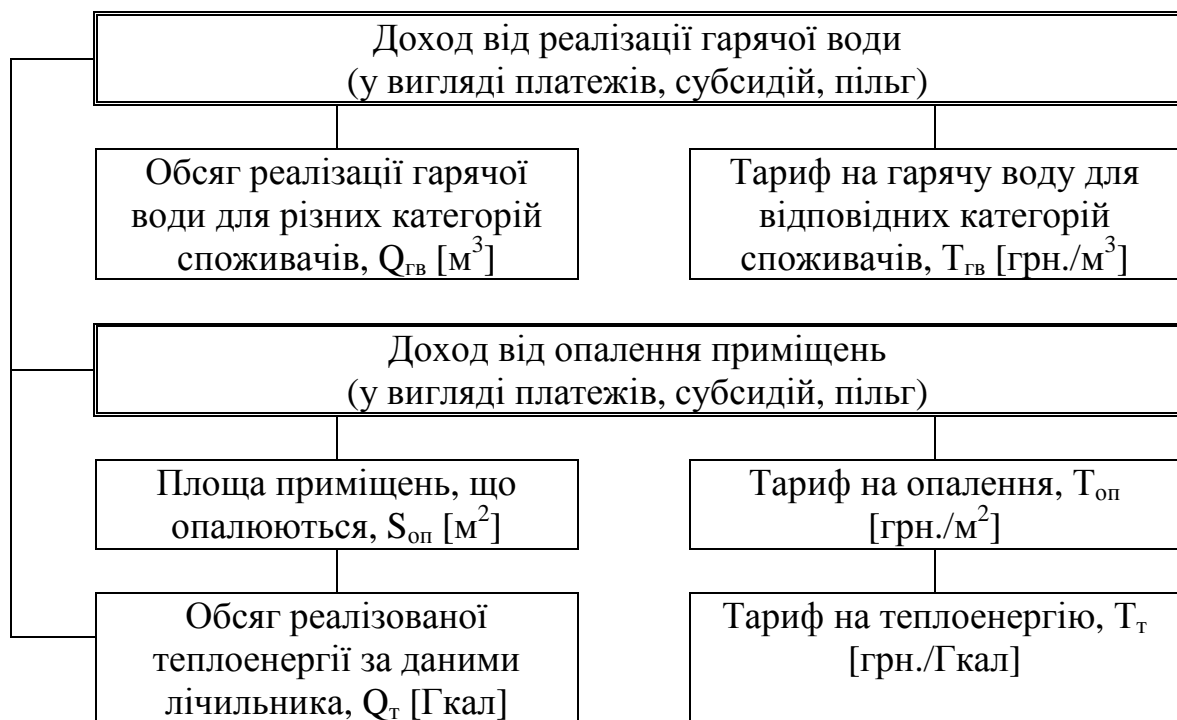 Доход від реалізації гарячої води
(у вигляді платежів, субсидій, пільг)
Обсяг реалізації гарячої
води для різних категорій
споживачів, Qгв [м³]
Тариф на гарячу воду для
відповідних категорій
споживачів, Тгв [грн./м³]
Доход від опалення приміщень
(у вигляді платежів, субсидій, пільг)
Площа приміщень, що
опалюються, Sоп [м²]
Тариф на опалення, Топ
[грн./м²]
Обсяг реалізованої
теплоенергії за даними
лічильника, Qт [Гкал]
Тариф на теплоенергію, Тт
[грн./Гкал]